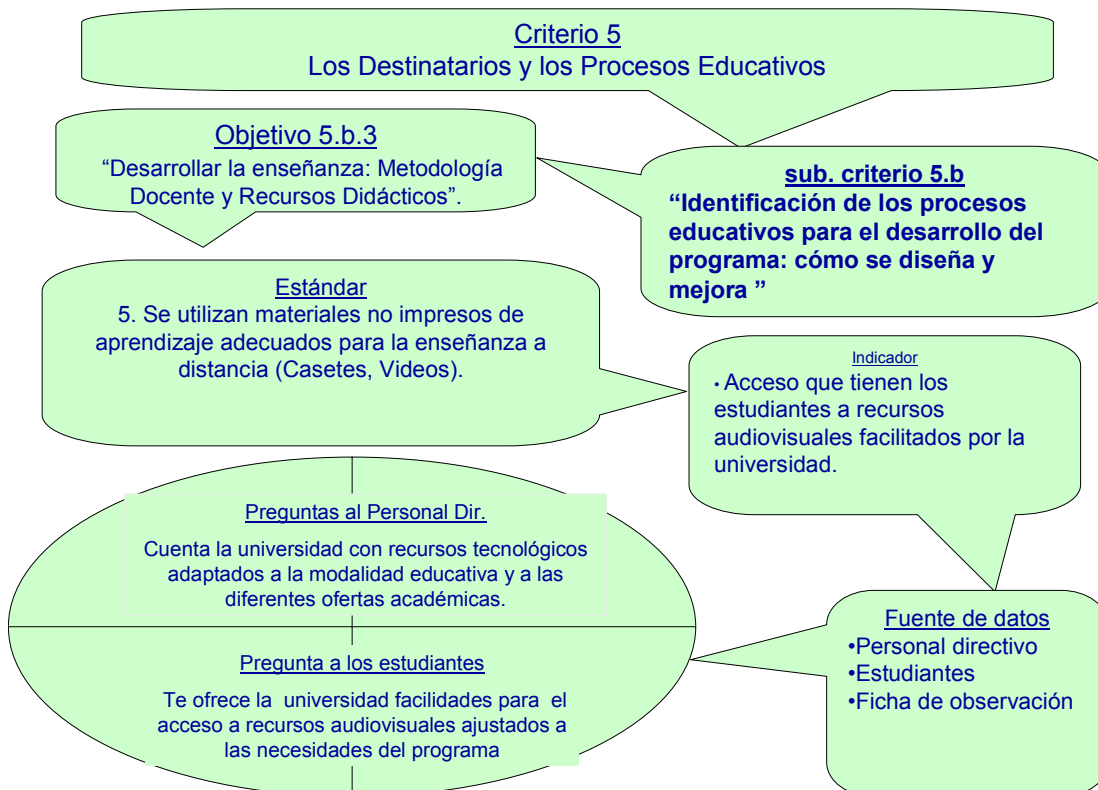 Criterio 5
Los Destinatarios y los Procesos Educativos
Objetivo 5.b.3
“Desarrollar la enseñanza: Metodología
Docente y Recursos Didácticos”.
sub. criterio 5.b
“Identificación de los procesos
educativos para el desarrollo del
programa: cómo se diseña y
mejora ”
Estándar
5. Se utilizan materiales no impresos de
aprendizaje adecuados para la enseñanza a
distancia (Casetes, Videos).
Indicador
• Acceso que tienen los
estudiantes a recursos
audiovisuales facilitados por la
universidad.
Preguntas al Personal Dir.
Cuenta la universidad con recursos tecnológicos
adaptados a la modalidad educativa y a las
diferentes ofertas académicas.
Pregunta a los estudiantes
Te ofrece la universidad facilidades para el
acceso a recursos audiovisuales ajustados a
las necesidades del programa
Fuente de datos
•Personal directivo
•Estudiantes
•Ficha de observación